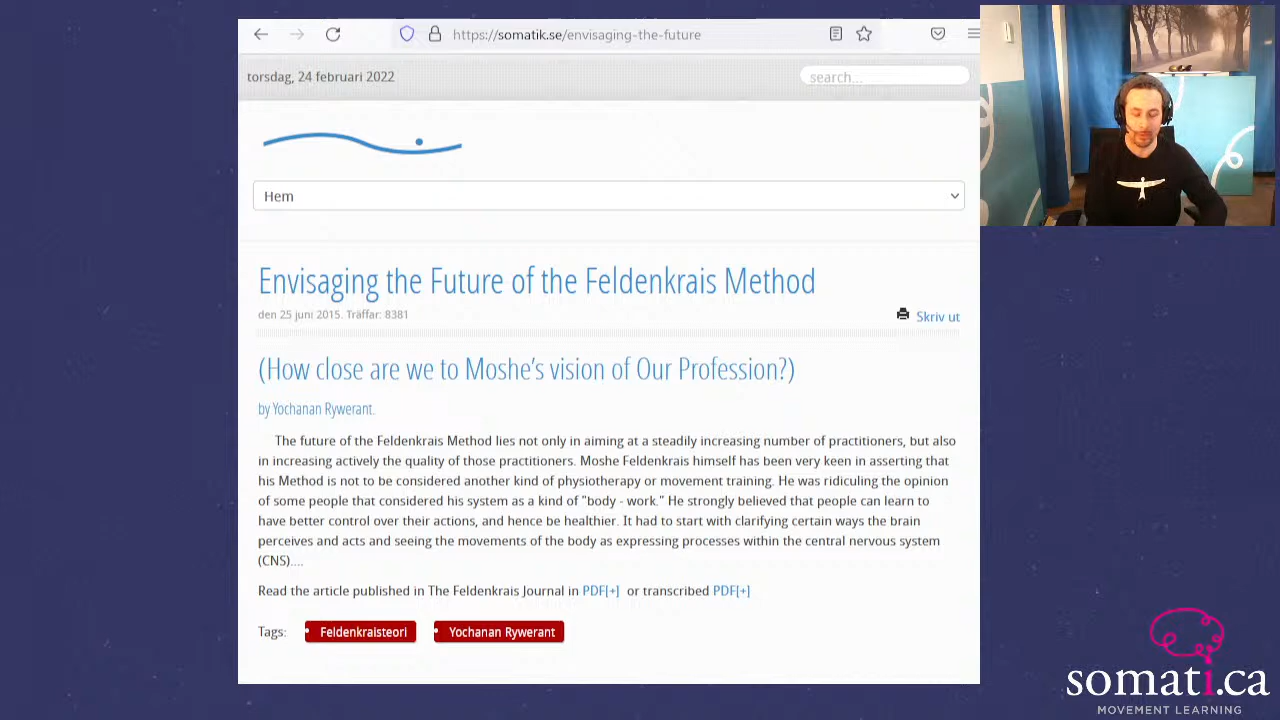 https://somatik.se/envisaging-the-future
torsdag, 24 februari 2022
search...
Hem
Envisaging the Future of the Feldenkrais Method
den 25 juni 2015. Träffar: 8381
Skriv ut
(How close are we to Moshe's vision of Our Profession?)
by Yochanan Rywerant.
The future of the Feldenkrais Method lies not only in aiming at a steadily increasing number of practitioners, but also
in increasing actively the quality of those practitioners. Moshe Feldenkrais himself has been very keen in asserting that
his Method is not to be considered another kind of physiotherapy or movement training. He was ridiculing the opinion
of some people that considered his system as a kind of "body - work." He strongly believed that people can learn to
have better control over their actions, and hence be healthier. It had to start with clarifying certain ways the brain
perceives and acts and seeing the movements of the body as expressing processes within the central nervous system
(CNS)....
Read the article published in The Feldenkrais Journal in PDF[+] or transcribed PDF[+]
Tags: Feldenkraisteori Yochanan Rywerant
somati.ca
MOVEMENT LEARNING